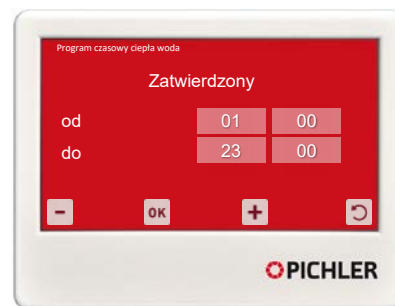 Program czasowy ciepła woda
Zatwierdzony
od 01 00
do 23 00
- OK +
PICHLER